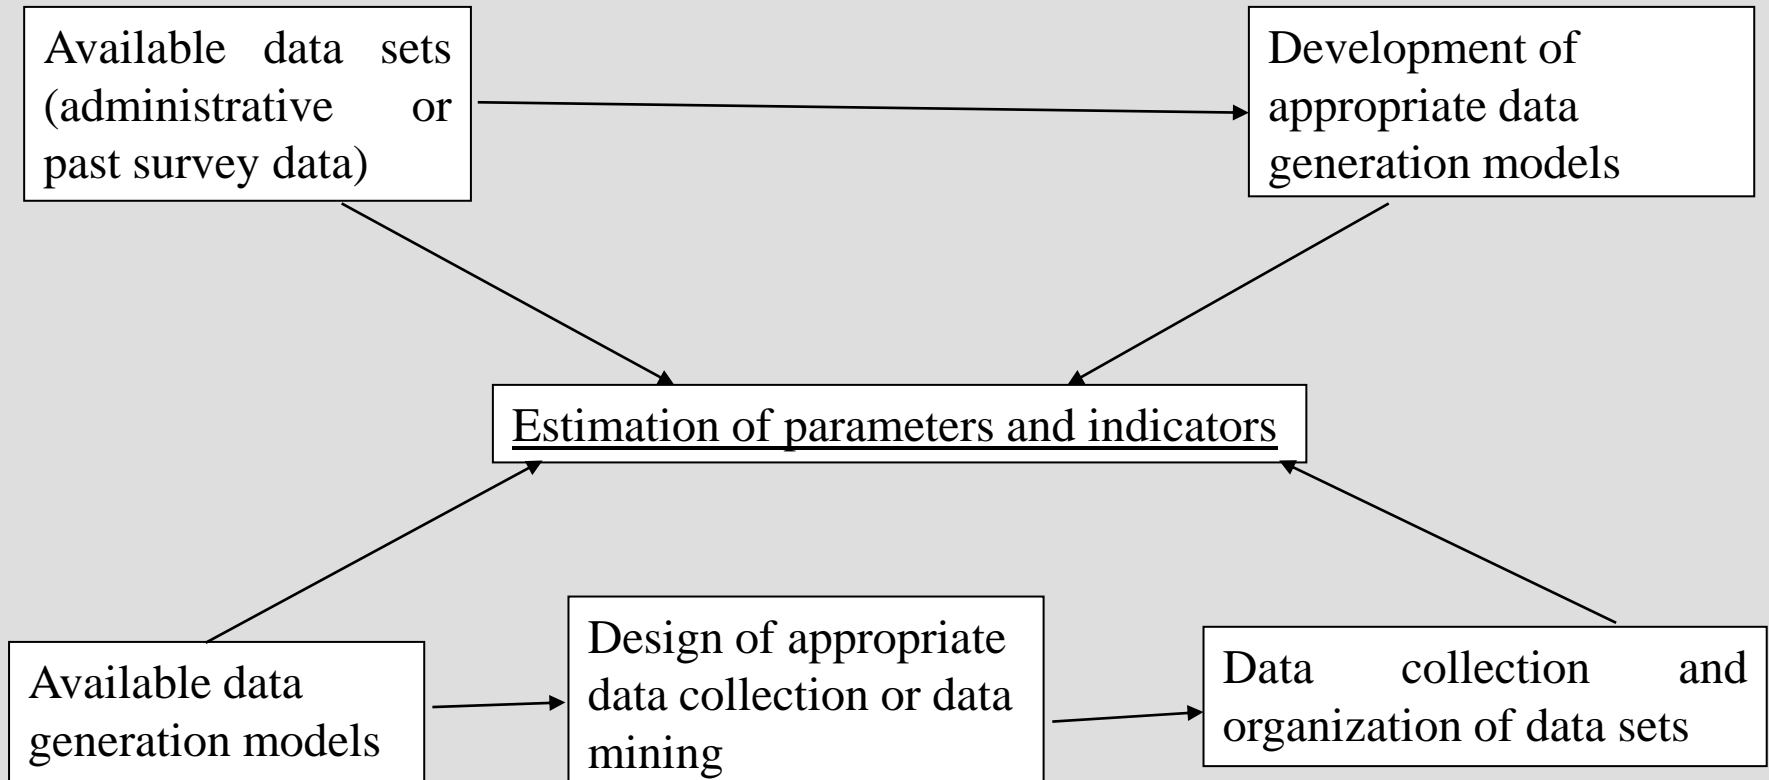 Available data sets
(administrative or
past survey data)
Development of
appropriate data
generation models
Estimation of parameters and indicators
Available data
generation models
Design of appropriate
data collection or data
mining
Data collection and
organization of data sets